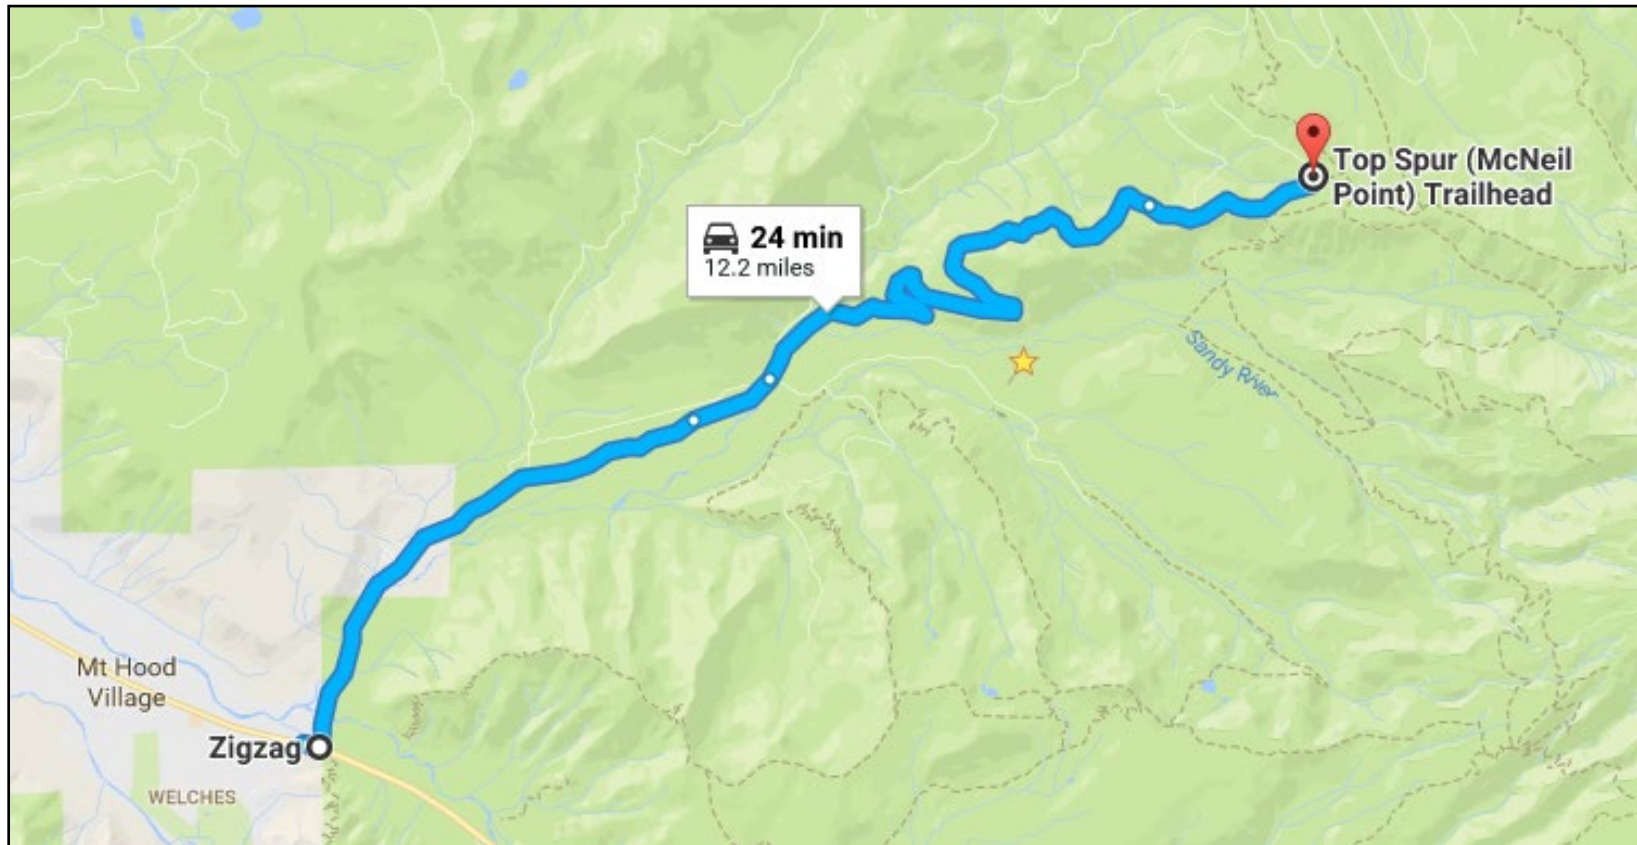 Top Spur (McNeil
Point) Trailhead
24 min
12.2 miles
Sandy River
Mt Hood
Village
Zigzag
WELCHES